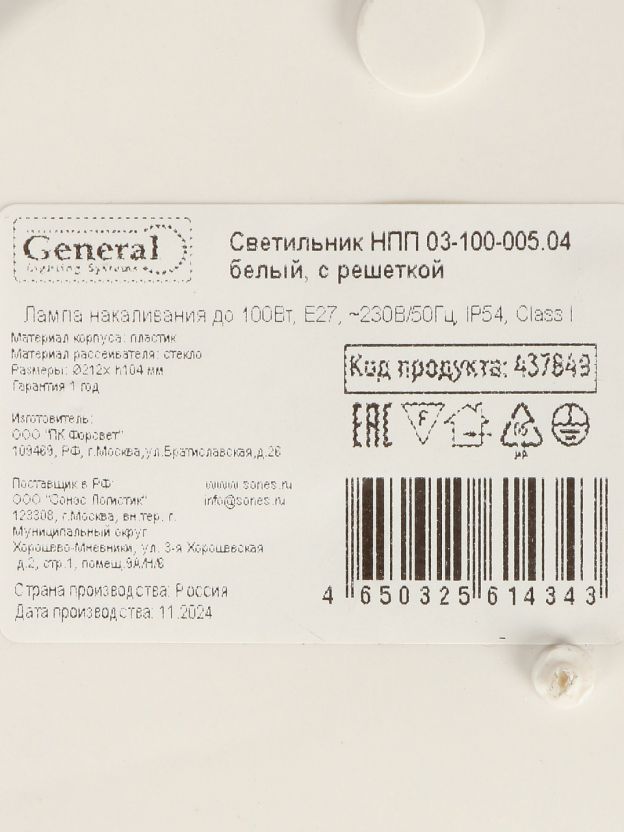 General
Lighting Systems
Светильник НПП 03-100-005.04
белый, с решеткой
Лампа накаливания до 100Вт, E27, ~230В/50Гц, IP54, Class I
Материал корпуса: пластик
Материал рассеивателя: стекло
Размеры: Ø212x h104 мм
Гарантия 1 год
Код продукта: 437849
Изготовитель:
ООО "ПК Форсвет"
109469, РФ, г.Москва,ул.Братиславская,д.26
EAC
F
Поставщик в РФ: www.sones.ru
ООО "Сонэс Логистик" info@sones.ru
123308, г.Москва, вн.тер. г.
Муниципальный округ
Хорошево-Мневники, ул. 3-я Хорошевская
д.2, стр.1, помещ.9А/Н/6
Страна производства: Россия
Дата производства: 11.2024
4 650325 614343